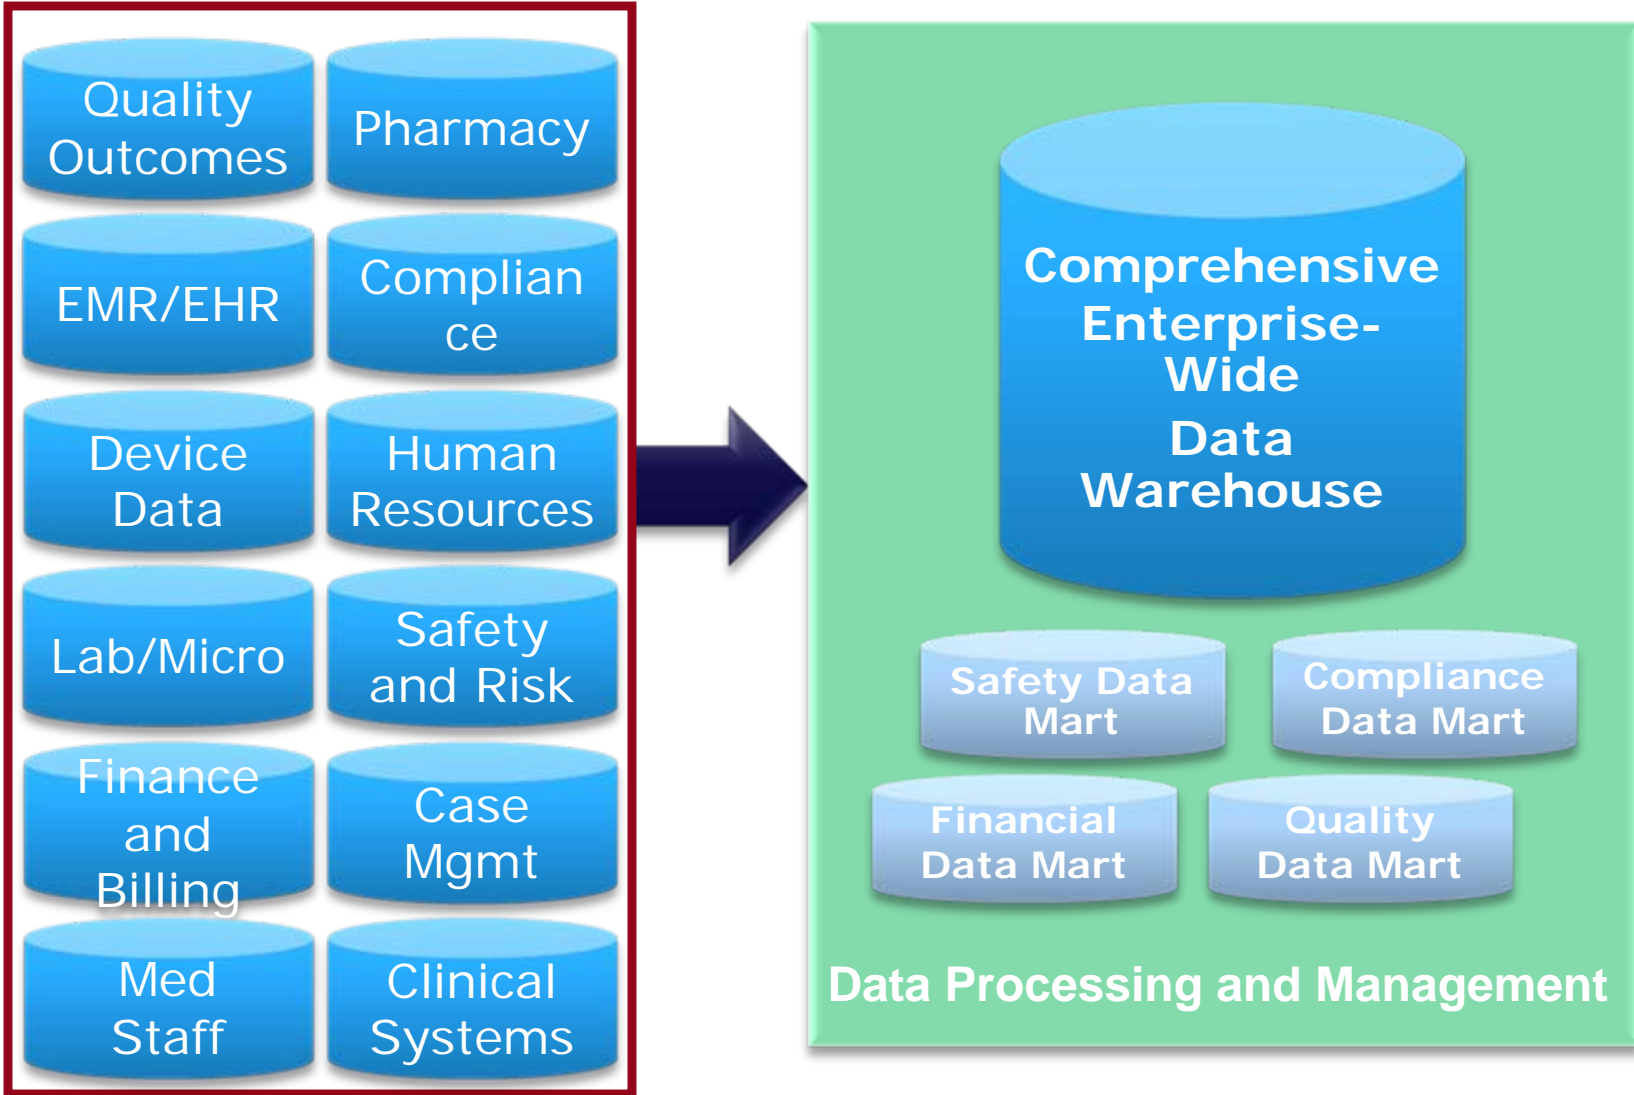 Quality
Outcomes
Pharmacy
EMR/EHR
Complian
ce
Device
Data
Human
Resources
Lab/Micro
Safety
and Risk
Finance
and
Billing
Case
Mgmt
Med
Staff
Clinical
Systems
Comprehensive
Enterprise-
Wide
Data
Warehouse
Safety Data
Mart
Compliance
Data Mart
Financial
Data Mart
Quality
Data Mart
Data Processing and Management